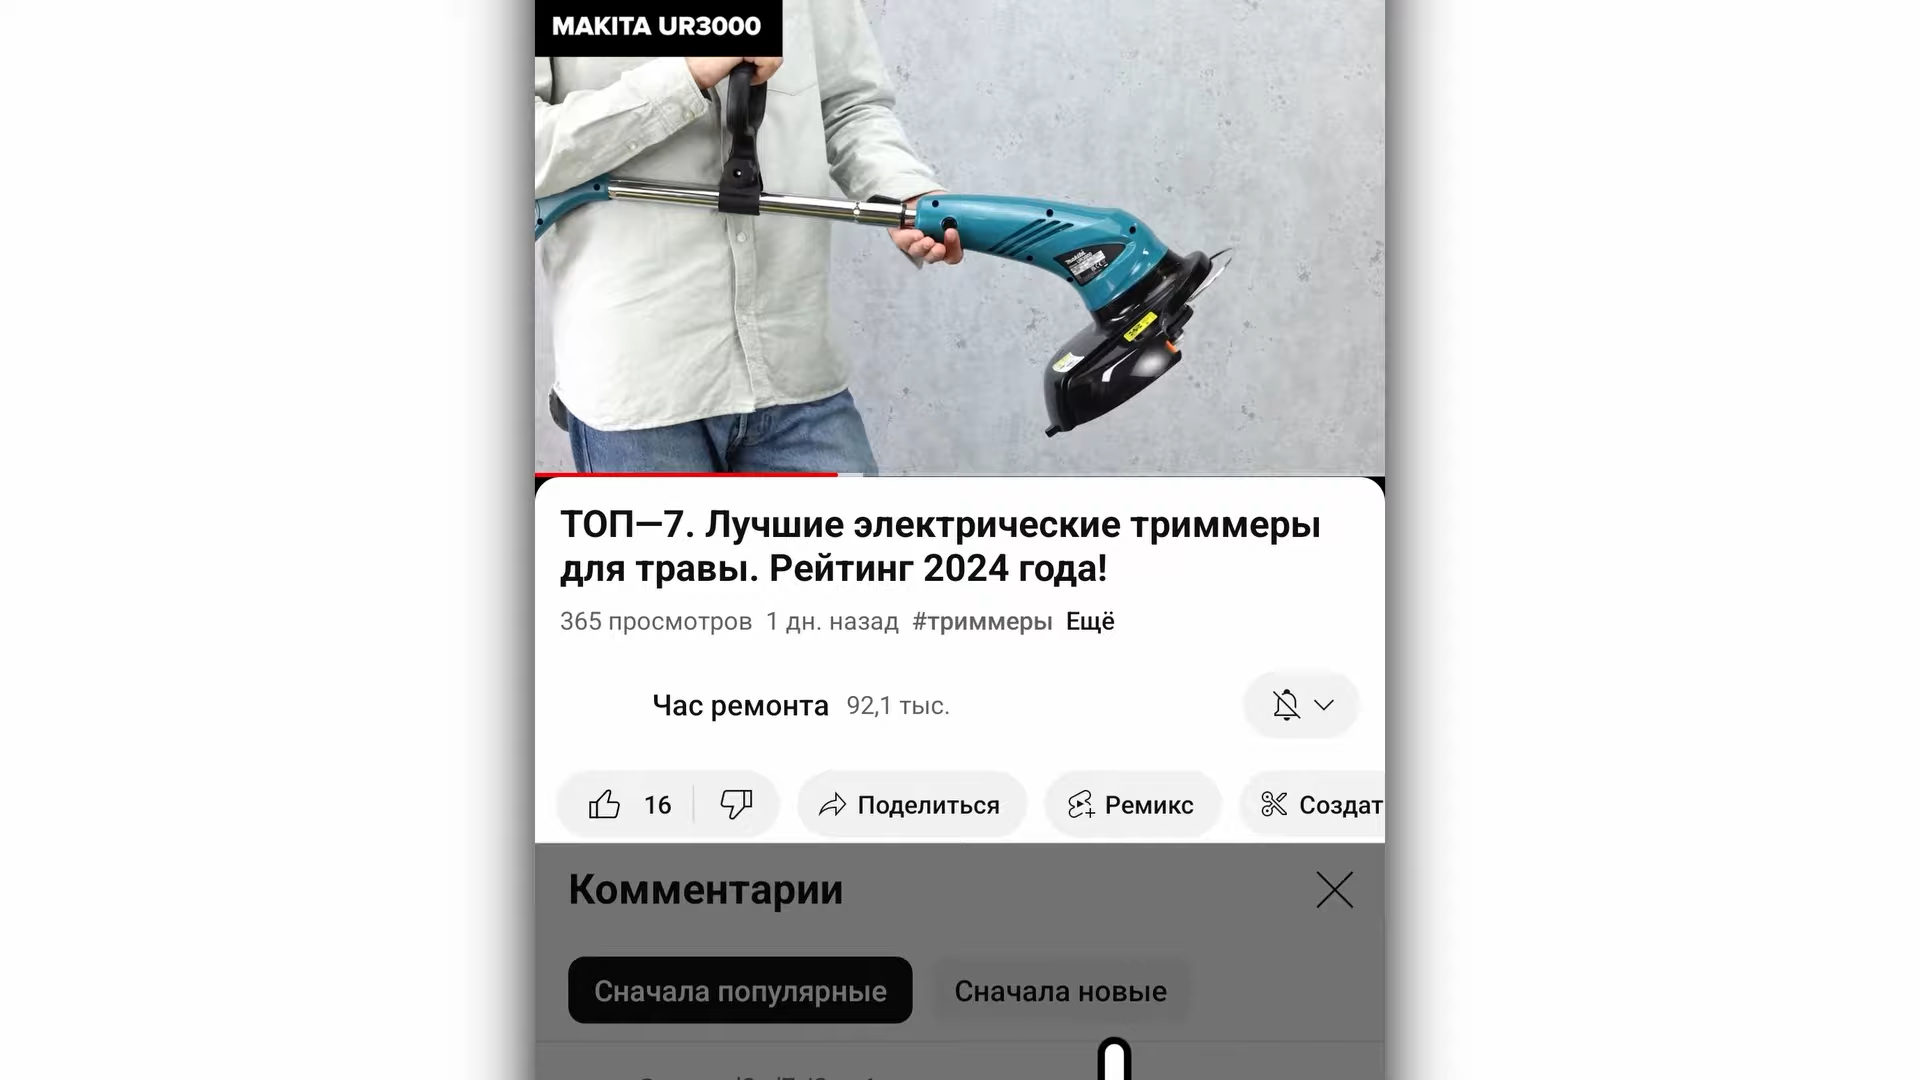 MAKITA UR3000
ТОП—7. Лучшие электрические триммеры
для травы. Рейтинг 2024 года!
365 просмотров 1 дн. назад #триммеры Ещё
Час ремонта 92,1 тыс.
16 Поделиться Ремикс Создат
Комментарии
Сначала популярные Сначала новые